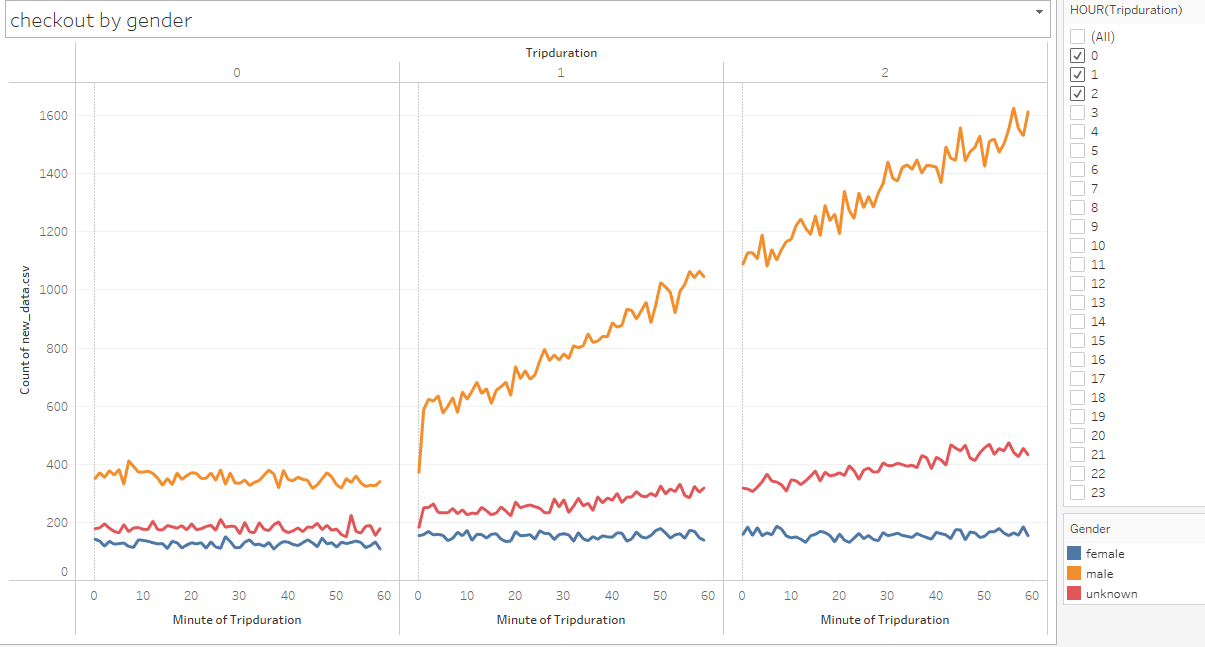 checkout by gender
Tripduration
0 1 2
Count of new_data.csv
1600
1400
1200
1000
800
600
400
200
0
0 10 20 30 40 50 60 0 10 20 30 40 50 60 0 10 20 30 40 50 60
Minute of Tripduration Minute of Tripduration Minute of Tripduration
HOUR(Tripduration)
(All)
0
1
2
3
4
5
6
7
8
9
10
11
12
13
14
15
16
17
18
19
20
21
22
23
Gender
female
male
unknown